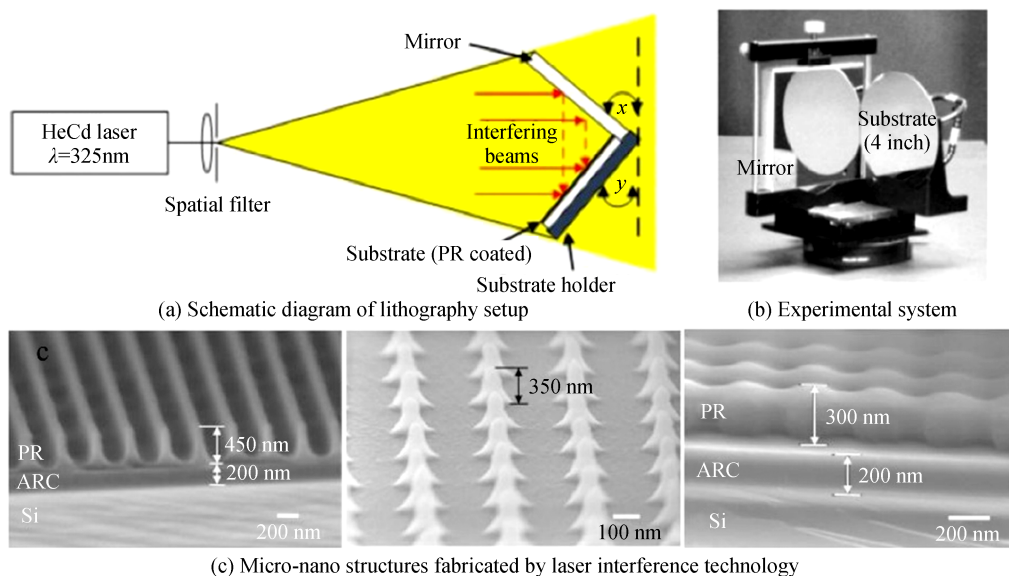 Mirror
x
HeCd laser
λ=325nm
Interfering
beams
y
Spatial filter
Substrate (PR coated)
Substrate holder
(a) Schematic diagram of lithography setup
Substrate
(4 inch)
Mirror
(b) Experimental system
c
450 nm
PR
200 nm
ARC
Si
200 nm
350 nm
100 nm
PR
300 nm
ARC
200 nm
Si
200 nm
(c) Micro-nano structures fabricated by laser interference technology